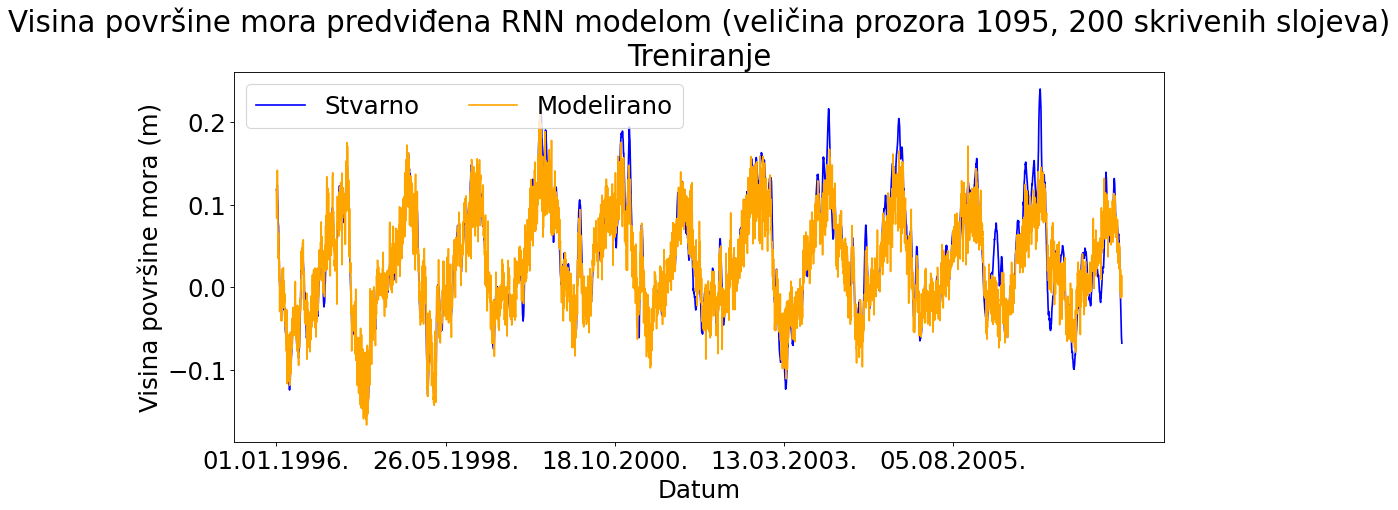 Visina površine mora predviđena RNN modelom (veličina prozora 1095, 200 skrivenih slojeva)
Treniranje
Stvarno
Modelirano
Visina površine mora (m)
0.2
0.1
0.0
−0.1
01.01.1996.
26.05.1998.
18.10.2000.
13.03.2003.
05.08.2005.
Datum